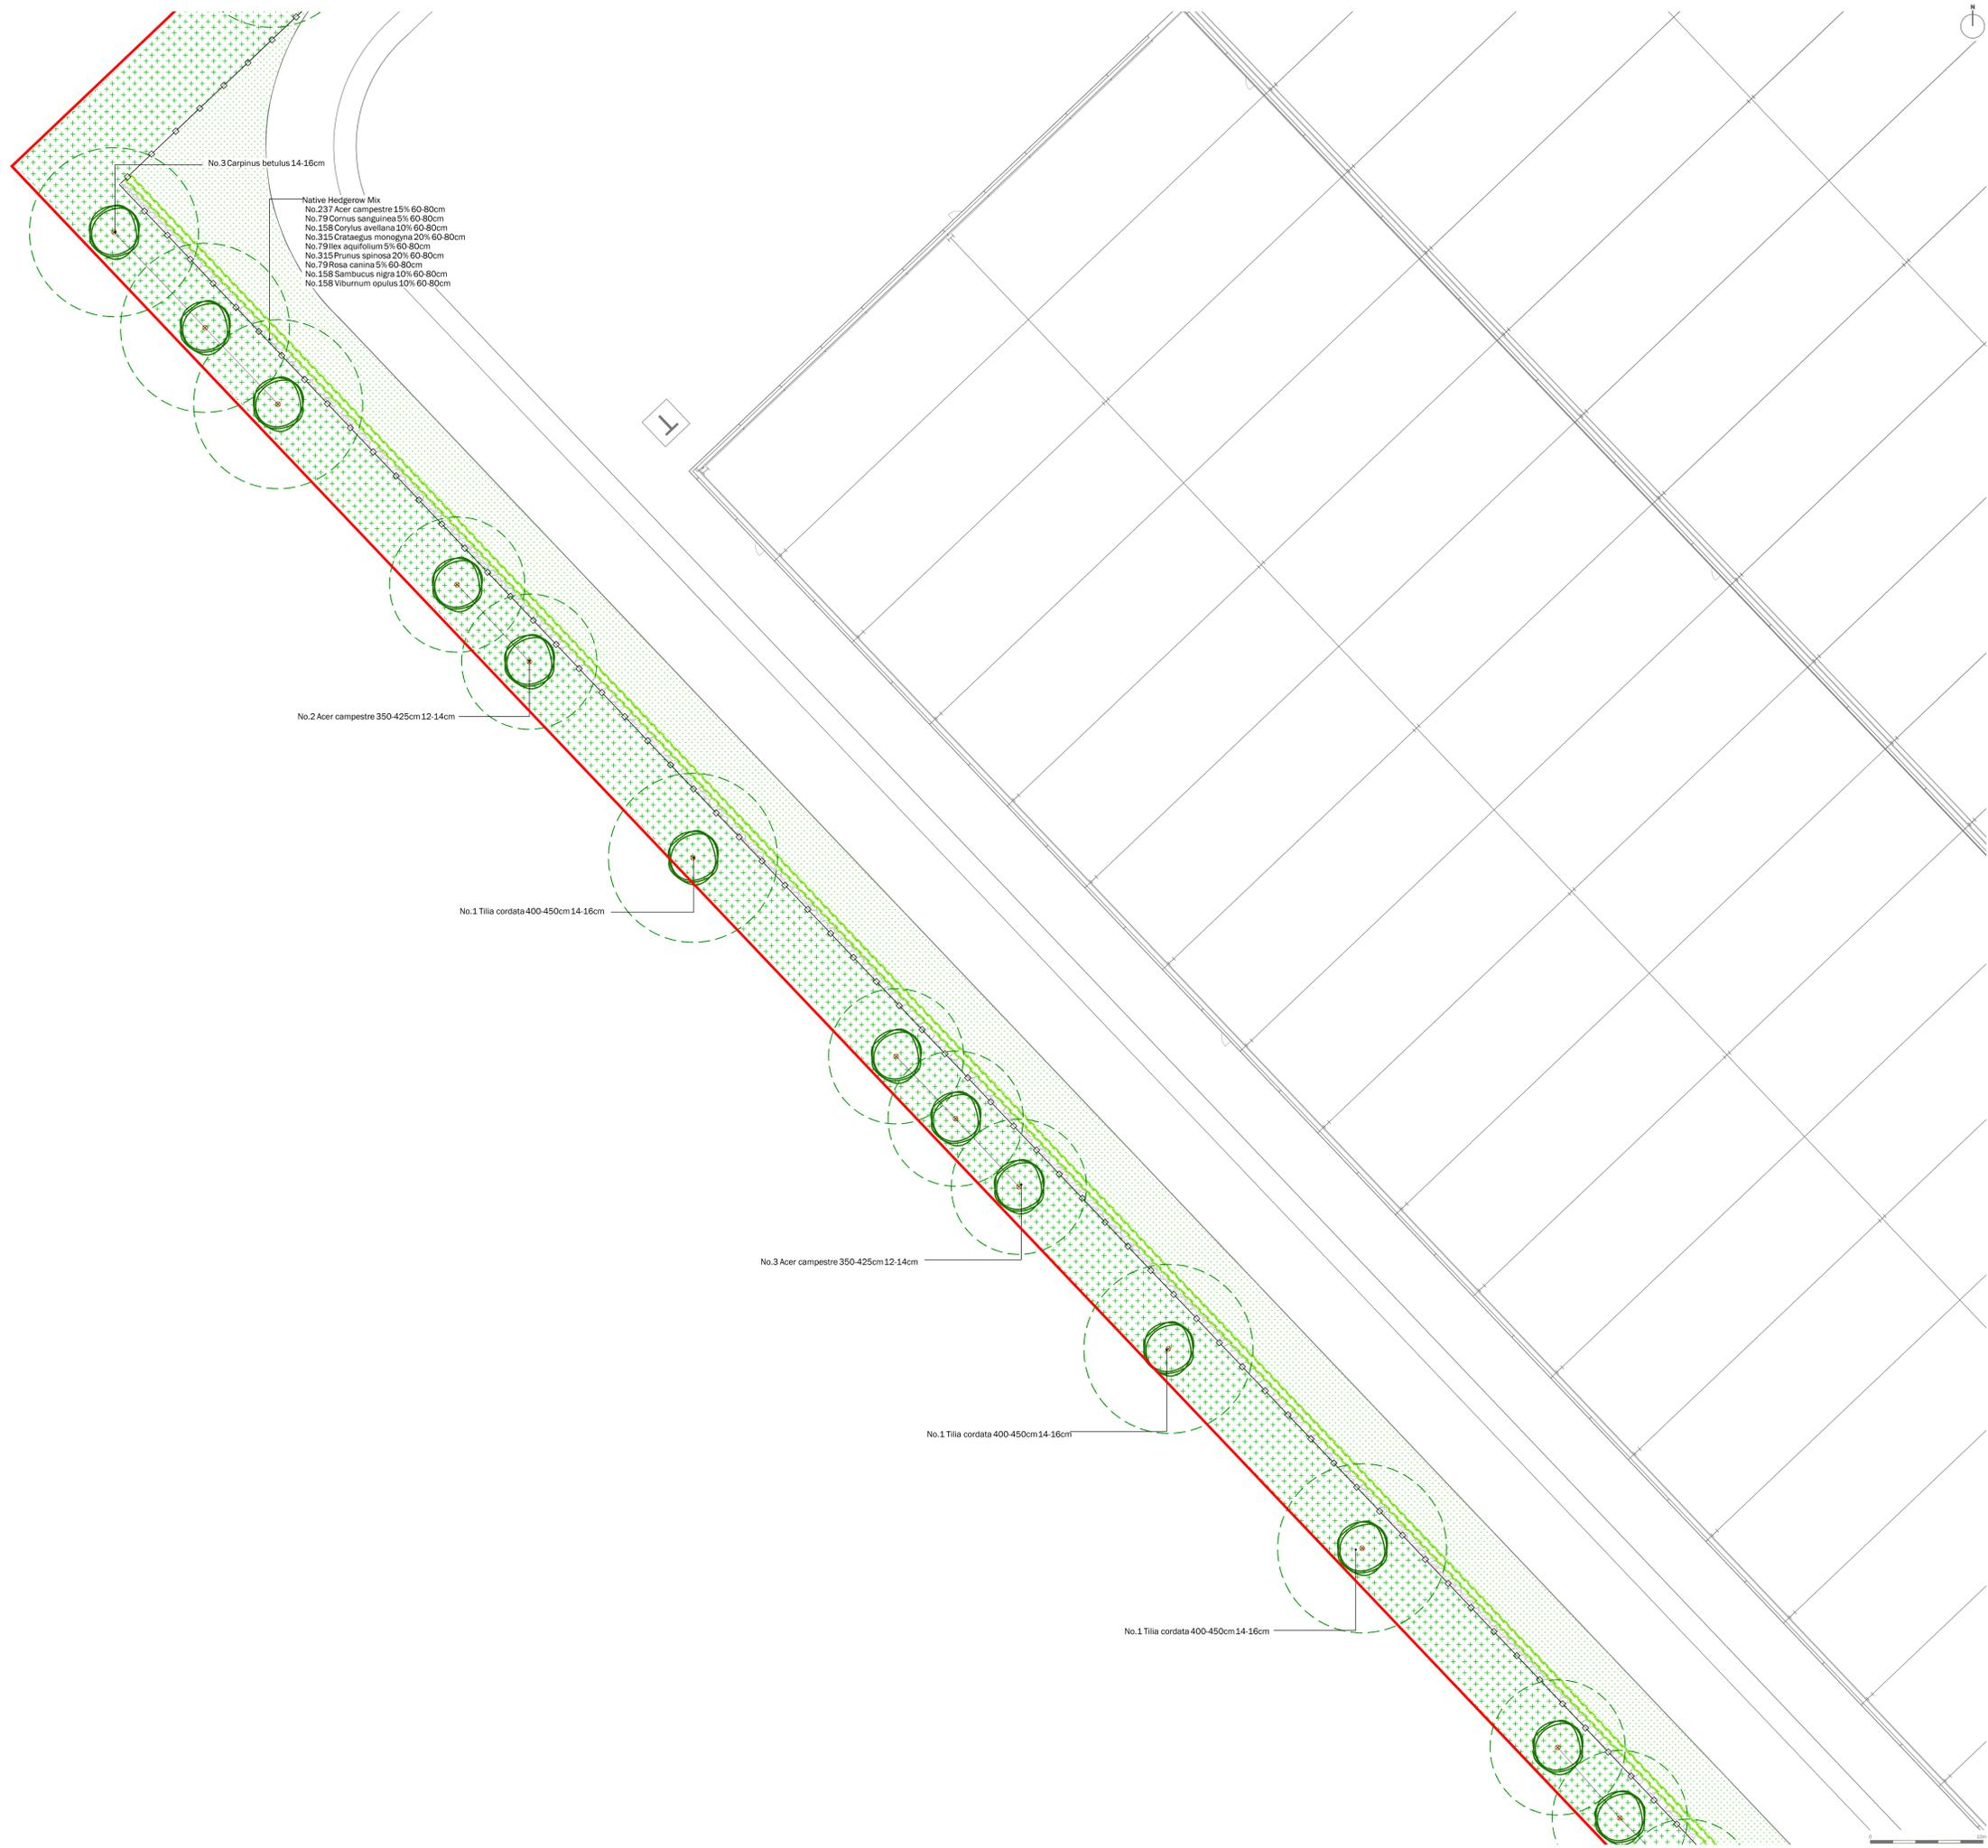 N
No.3 Carpinus betulus 14-16cm
Native Hedgerow Mix
No.237 Acer campestre 15% 60-80cm
No.79 Cornus sanguinea 5% 60-80cm
No.158 Corylus avellana 10% 60-80cm
No.315 Crataegus monogyna 20% 60-80cm
No.79 Ilex aquifolium 5% 60-80cm
No.315 Prunus spinosa 20% 60-80cm
No.79 Rosa canina 5% 60-80cm
No.158 Sambucus nigra 10% 60-80cm
No.158 Viburnum opulus 10% 60-80cm
1
No.2 Acer campestre 350-425cm 12-14cm
No.1 Tilia cordata 400-450cm 14-16cm
No.3 Acer campestre 350-425cm 12-14cm
No.1 Tilia cordata 400-450cm 14-16cm
No.1 Tilia cordata 400-450cm 14-16cm